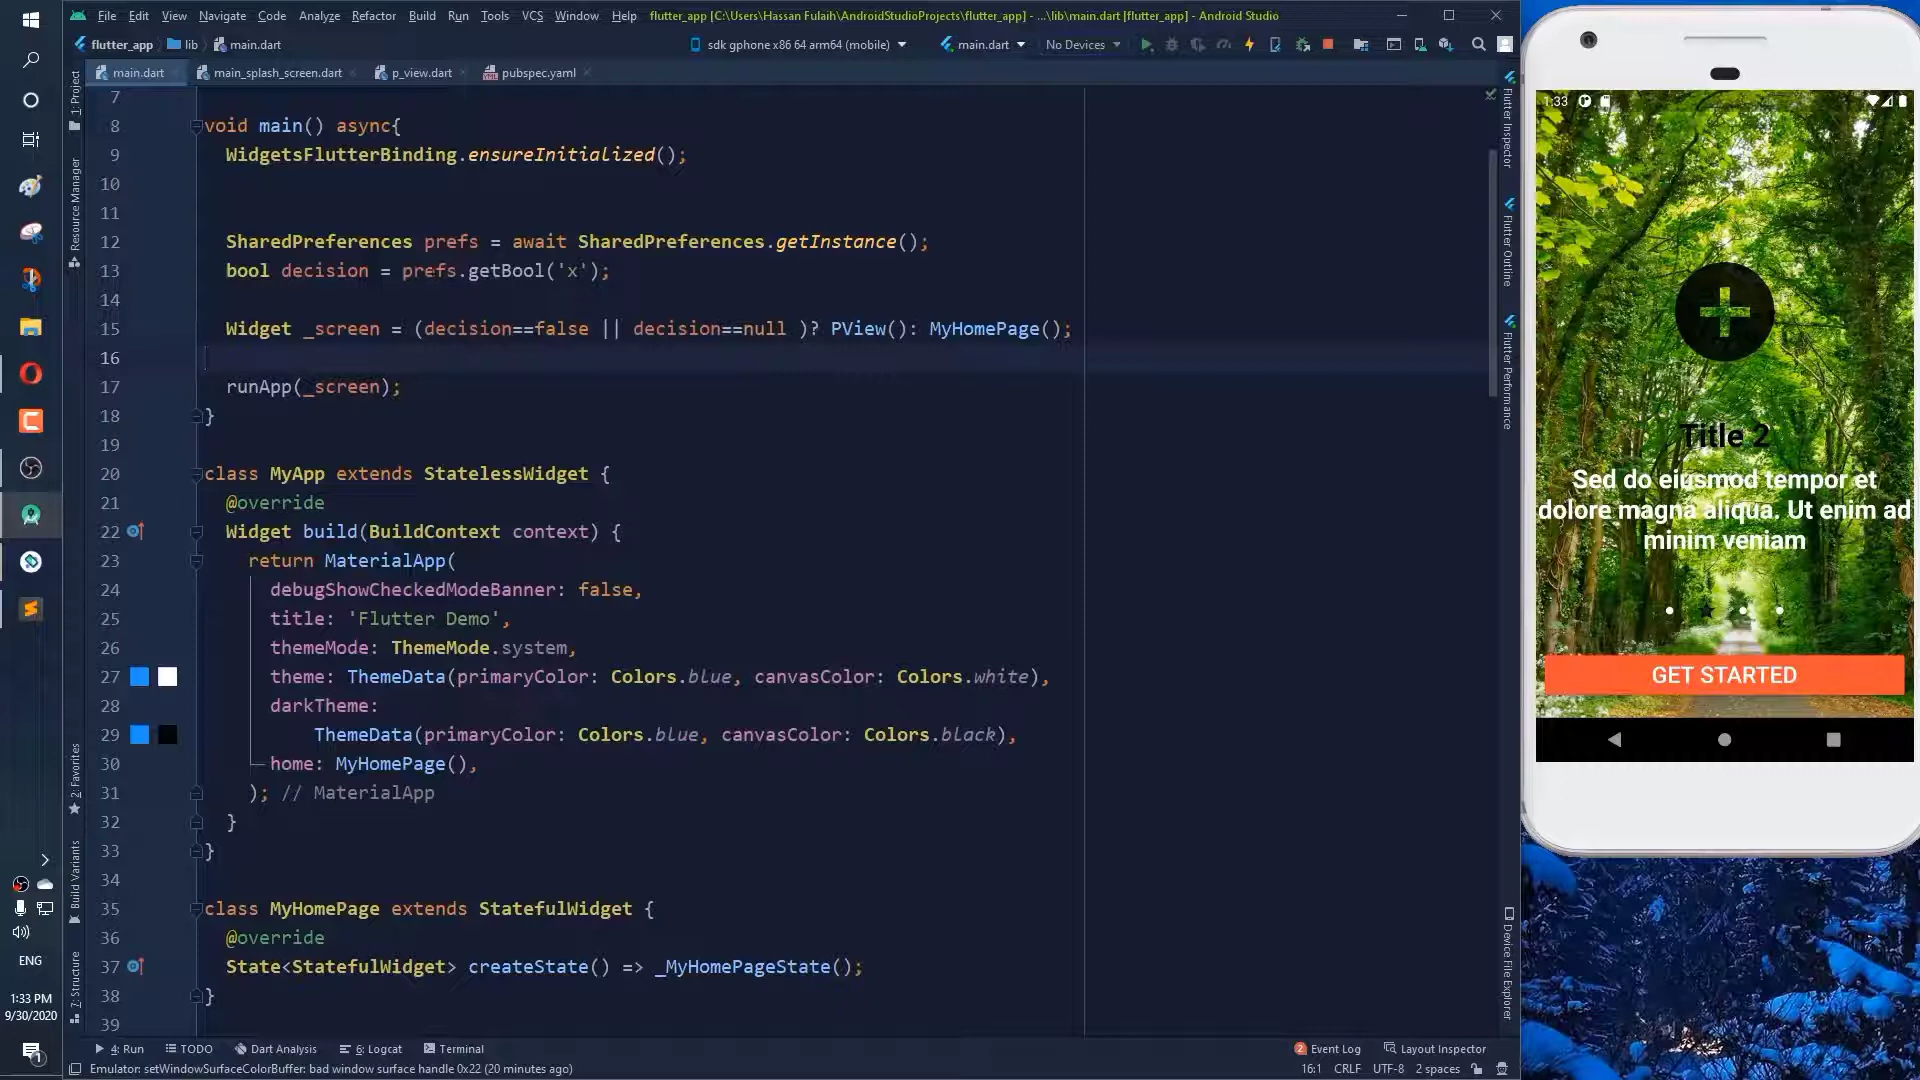 File Edit View Navigate Code Analyze Refactor Build Run Tools VCS Window Help flutter_app [C:\Users\Hassan Fulaih\AndroidStudioProjects\flutter_app] - ...\lib\main.dart [flutter_app] - Android Studio
flutter_app lib main.dart sdk gphone x86 64 arm64 (mobile) main.dart No Devices
main.dart main_splash_screen.dart p_view.dart pubspec.yaml
7
8 void main() async{
9 WidgetsFlutterBinding.ensureInitialized();
10
11
12 SharedPreferences prefs = await SharedPreferences.getInstance();
13 bool decision = prefs.getBool('x');
14
15 Widget _screen = (decision==false || decision==null )? PView(): MyHomePage();
16
17 runApp(_screen);
18 }
19
20 class MyApp extends StatelessWidget {
21 @override
22 Widget build(BuildContext context) {
23 return MaterialApp(
24 debugShowCheckedModeBanner: false,
25 title: 'Flutter Demo',
26 themeMode: ThemeMode.system,
27 theme: ThemeData(primaryColor: Colors.blue, canvasColor: Colors.white),
28 darkTheme:
29 ThemeData(primaryColor: Colors.blue, canvasColor: Colors.black),
30 home: MyHomePage(),
31 ); // MaterialApp
32 }
33 }
34
35 class MyHomePage extends StatefulWidget {
36 @override
37 State<StatefulWidget> createState() => _MyHomePageState();
38 }
39
1: Project
Resource Manager
2: Favorites
Build Variants
7: Structure
Flutter Inspector
Flutter Outline
Flutter Performance
Device File Explorer
4: Run TODO Dart Analysis 6: Logcat Terminal 2 Event Log Layout Inspector
Emulator: setWindowSurfaceColorBuffer: bad window surface handle 0x22 (20 minutes ago) 16:1 CRLF UTF-8 2 spaces
ENG
1:33 PM
9/30/2020
1
1:33
Title 2
Sed do eiusmod tempor et
dolore magna aliqua. Ut enim ad
minim veniam
GET STARTED